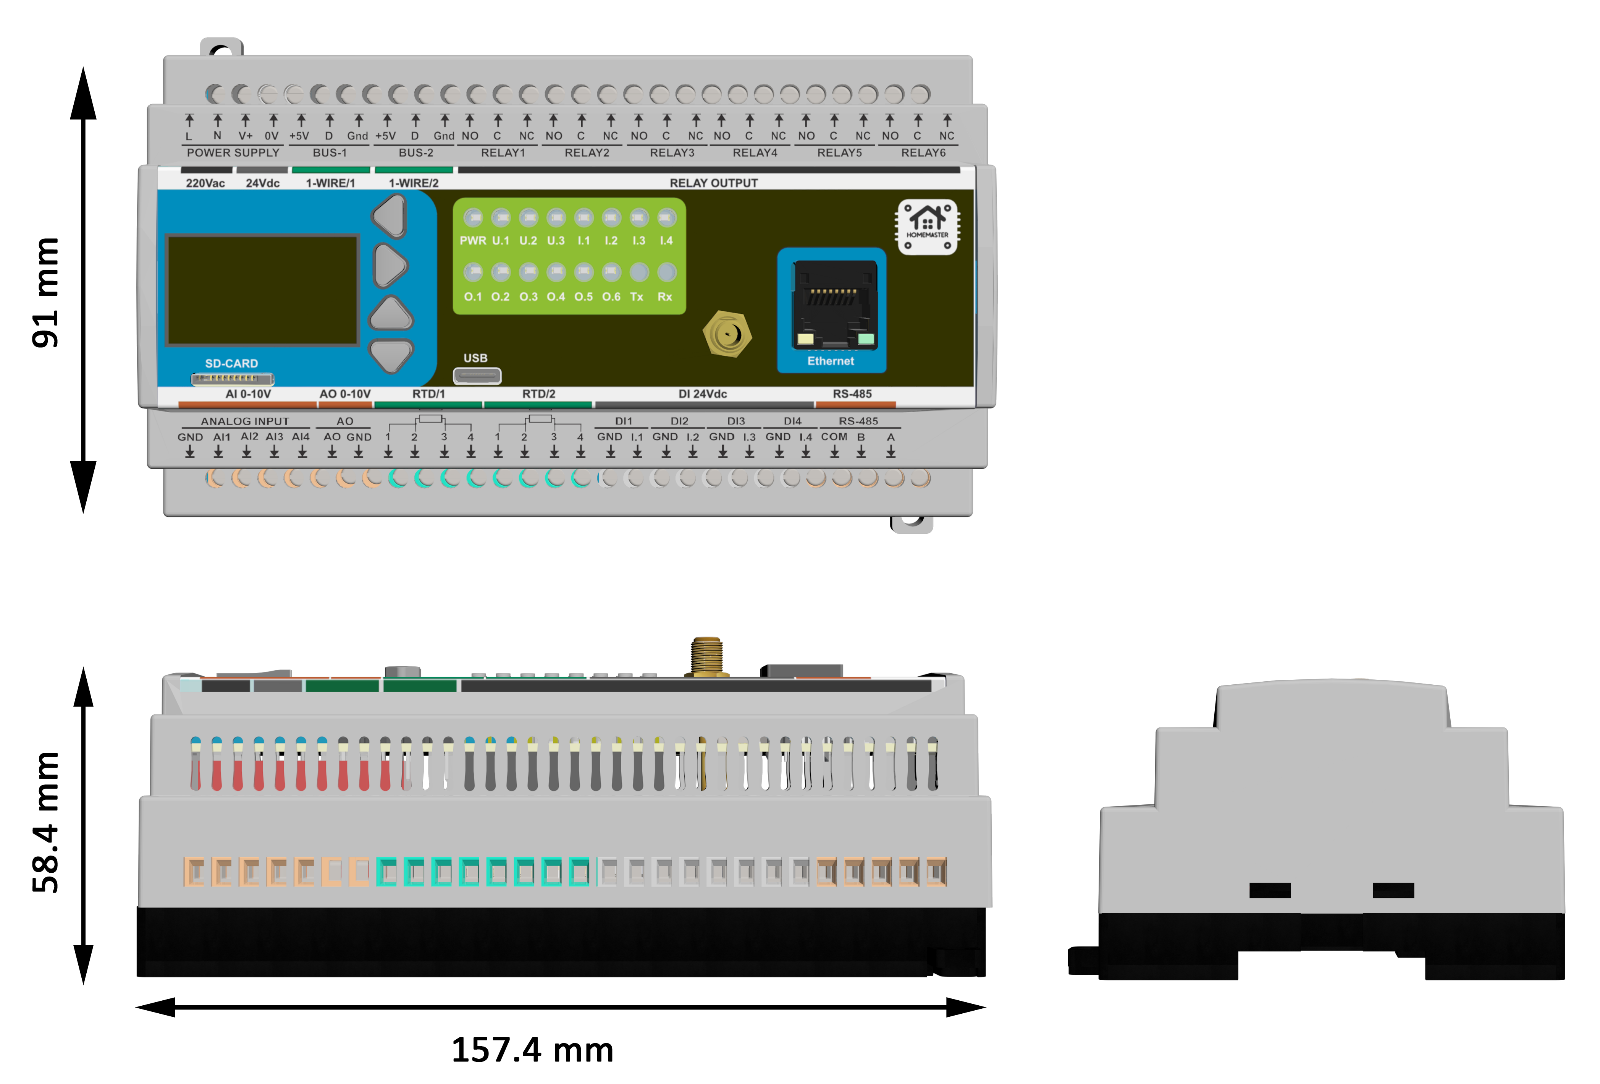 L N V+ 0V +5V D Gnd +5V D Gnd NO C NC NO C NC NO C NC NO C NC NO C NC NO C NC
POWER SUPPLY BUS-1 BUS-2 RELAY1 RELAY2 RELAY3 RELAY4 RELAY5 RELAY6
220Vac 24Vdc 1-WIRE/1 1-WIRE/2 RELAY OUTPUT
HOMEMASTER
PWR U.1 U.2 U.3 I.1 I.2 I.3 I.4
O.1 O.2 O.3 O.4 O.5 O.6 Tx Rx
91 mm
SD-CARD
USB
Ethernet
AI 0-10V AO 0-10V RTD/1 RTD/2 DI 24Vdc RS-485
ANALOG INPUT AO DI1 DI2 DI3 DI4 RS-485
GND AI1 AI2 AI3 AI4 AO GND 1 2 3 4 1 2 3 4 GND I.1 GND I.2 GND I.3 GND I.4 COM B A
58.4 mm
157.4 mm